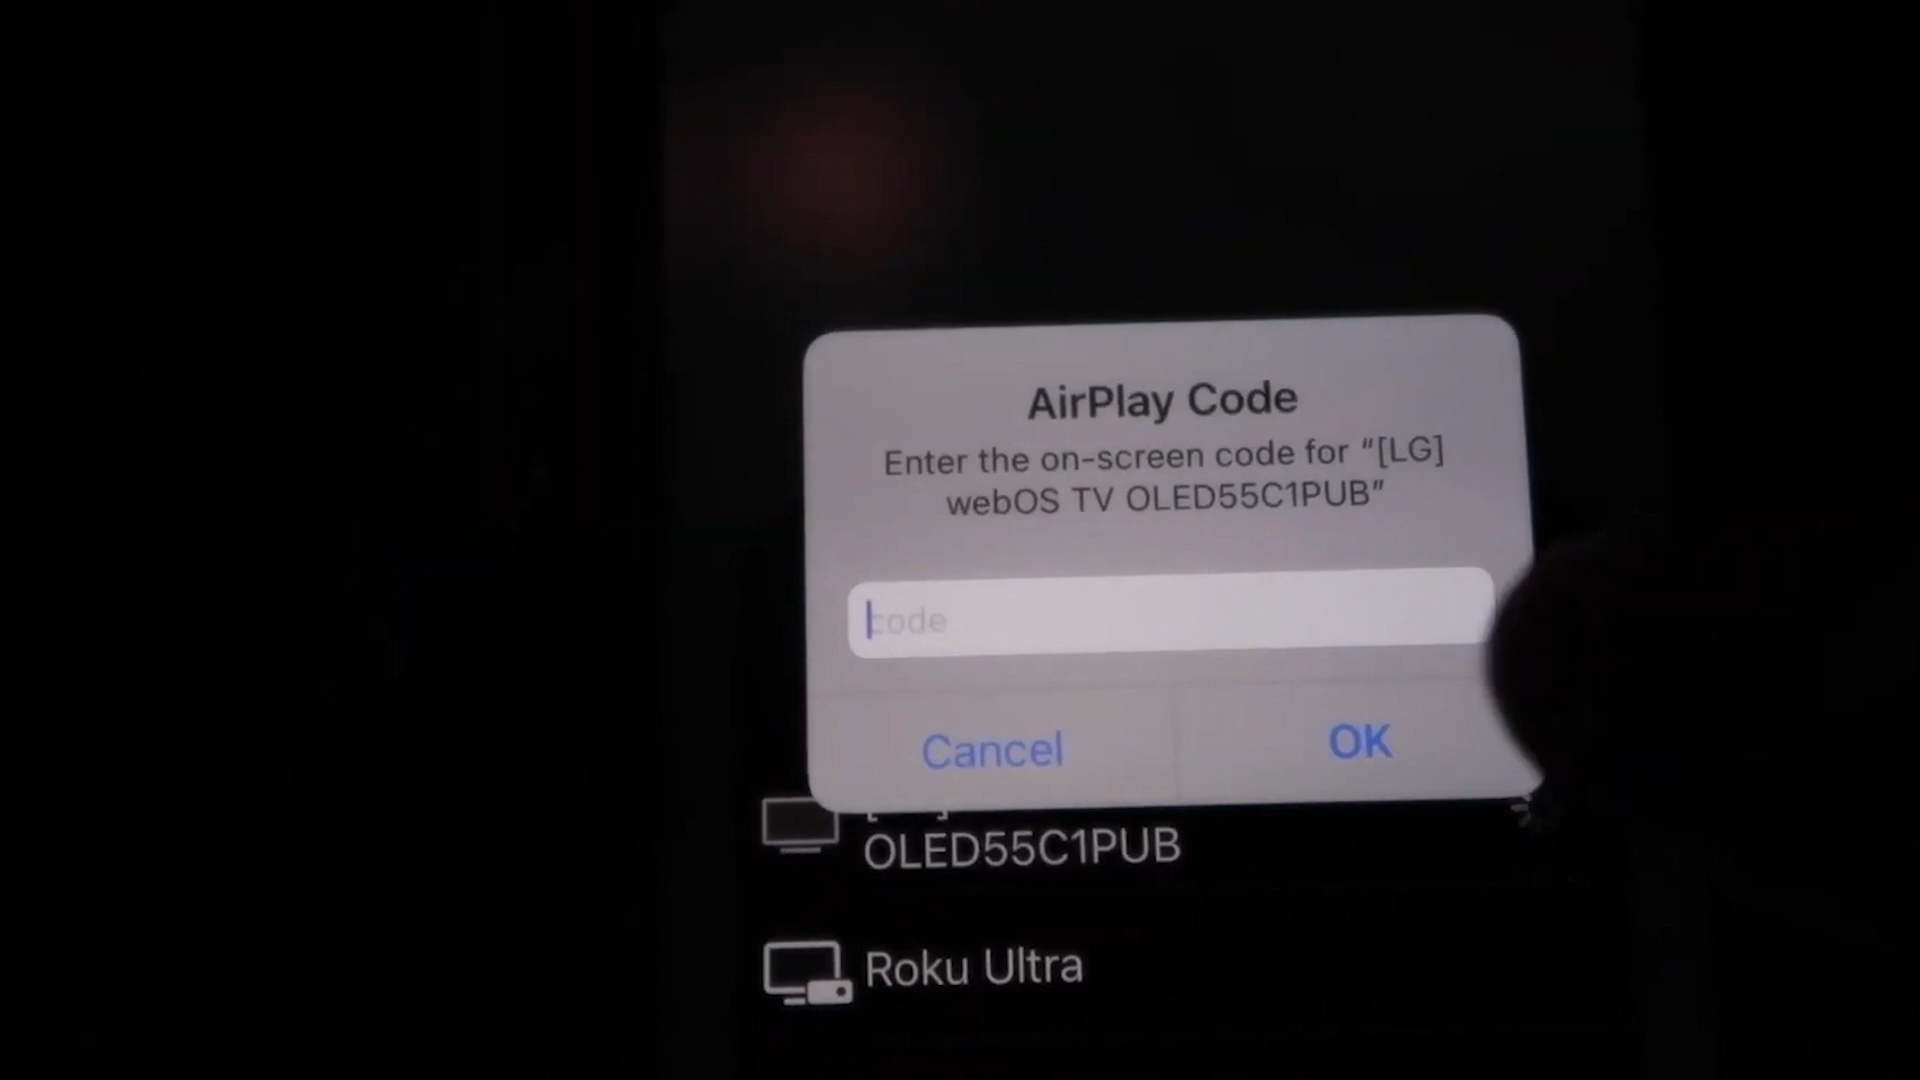 AirPlay Code
Enter the on-screen code for “[LG]
webOS TV OLED55C1PUB”
code
Cancel
OK
OLED55C1PUB
Roku Ultra